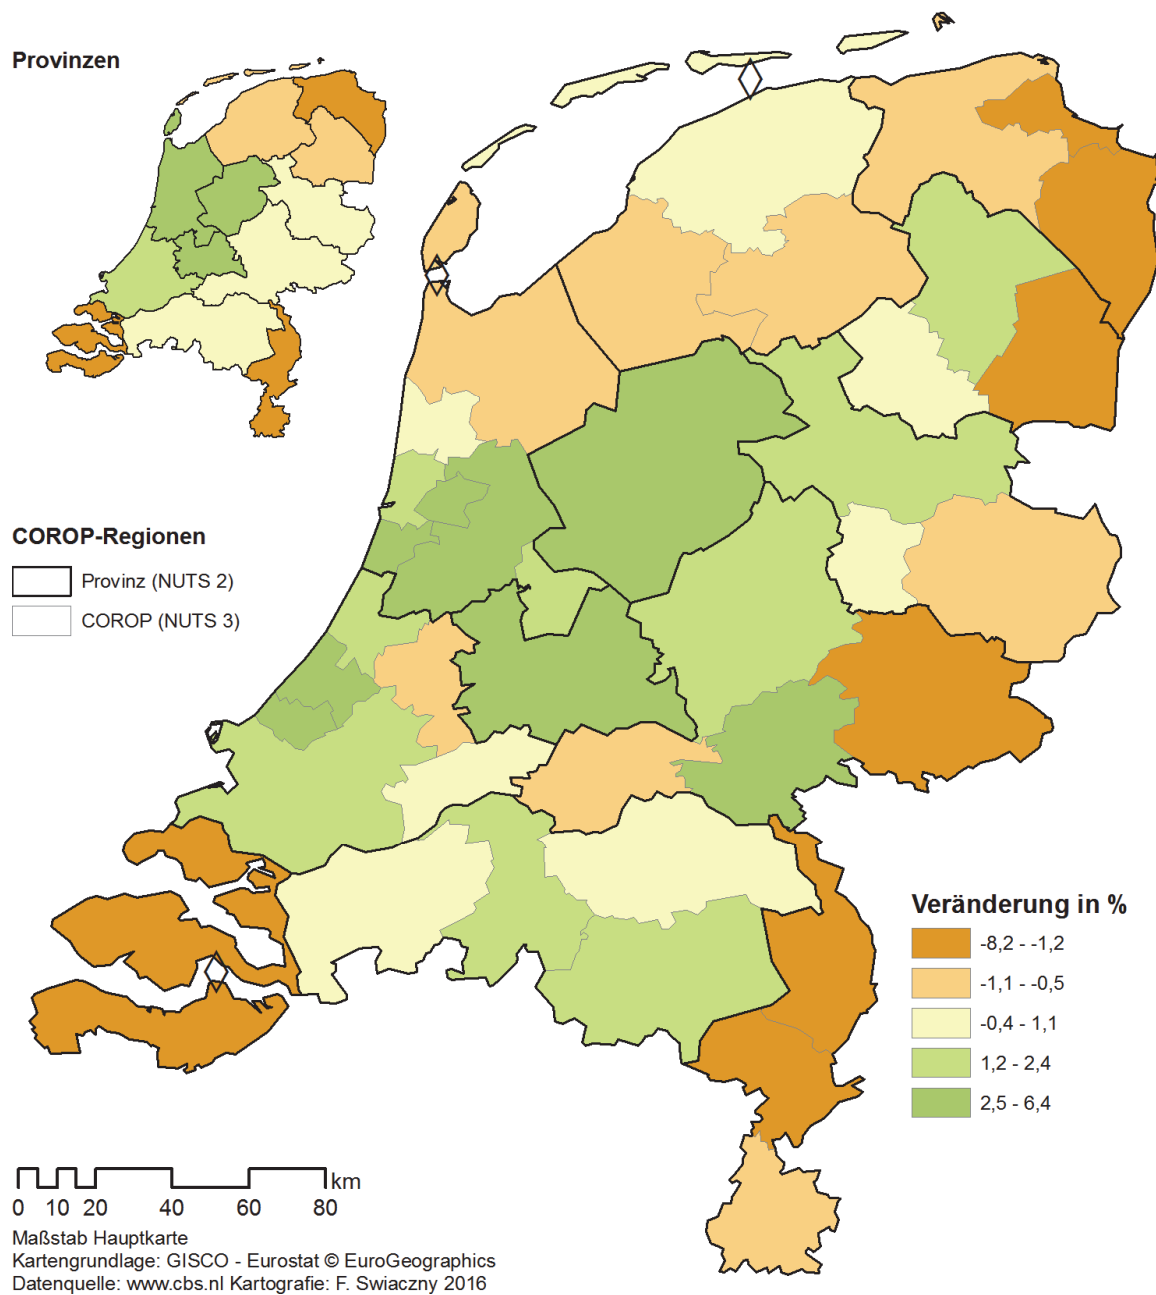 Provinzen
COROP-Regionen
Provinz (NUTS 2)
COROP (NUTS 3)
Veränderung in %
-8,2 - -1,2
-1,1 - -0,5
-0,4 - 1,1
1,2 - 2,4
2,5 - 6,4
km
0 10 20 40 60 80
Maßstab Hauptkarte
Kartengrundlage: GISCO - Eurostat © EuroGeographics
Datenquelle: www.cbs.nl Kartografie: F. Swiaczny 2016